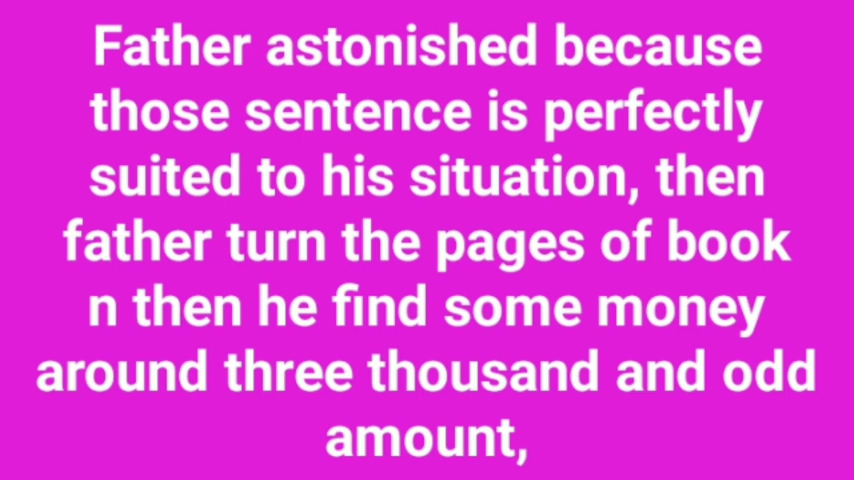 Father astonished because
those sentence is perfectly
suited to his situation, then
father turn the pages of book
n then he find some money
around three thousand and odd
amount,